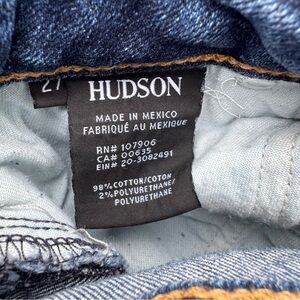 27
HUDSON
MADE IN MEXICO
FABRIQUÉ AU MEXIQUE
RN# 107906
CA# 00635
EIN# 20-3082491
98% COTTON/COTON
2% POLYURETHANE/
POLYURETHANE